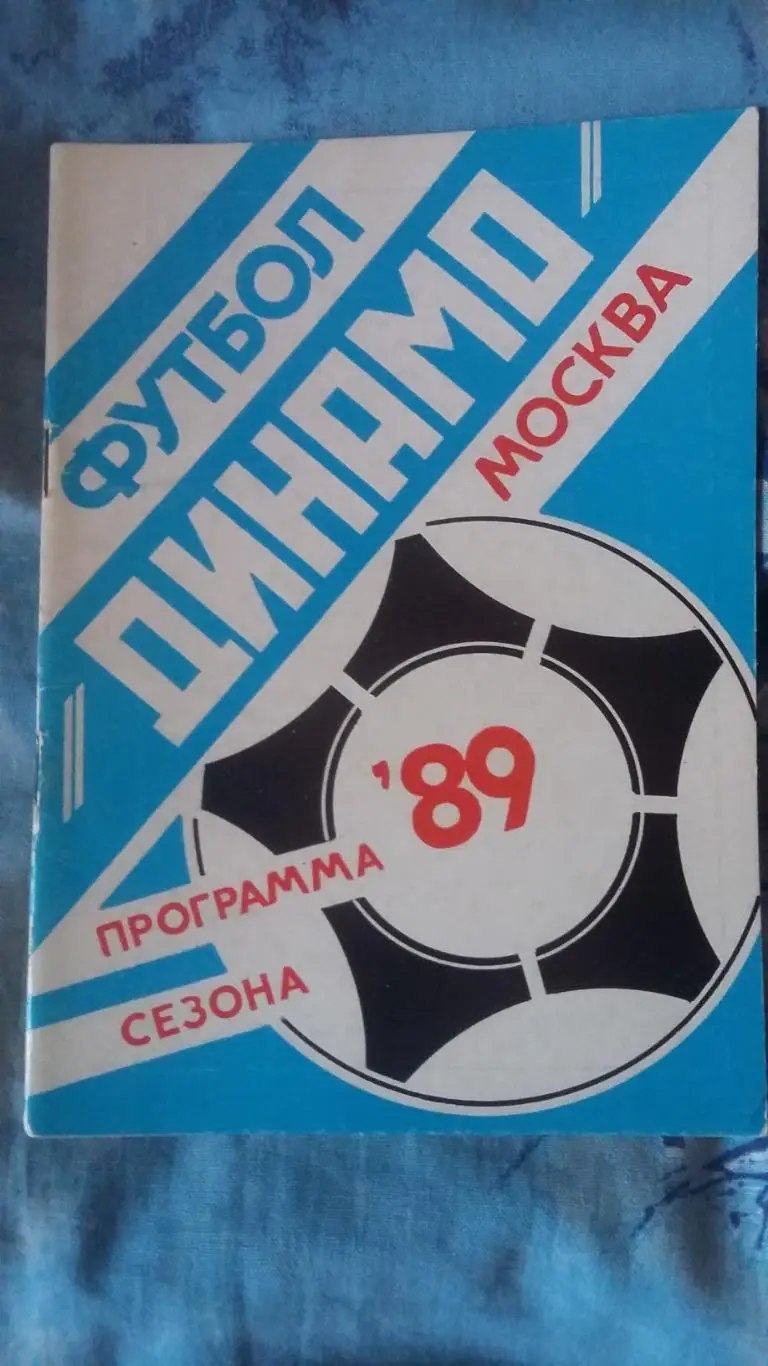 ФУТБОЛ
ДИНАМО
МОСКВА
'89
ПРОГРАММА
СЕЗОНА